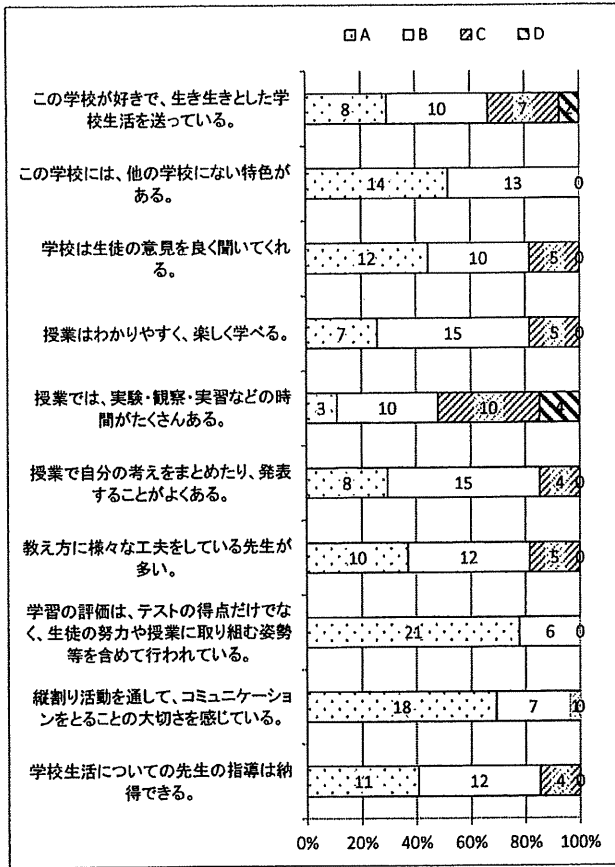 A B C D
この学校が好きで、生き生きとした学
校生活を送っている。
8 10 7 2
この学校には、他の学校にない特色が
ある。
14 13 0
学校は生徒の意見を良く聞いてくれ
る。
12 10 5 0
授業はわかりやすく、楽しく学べる。
7 15 5 0
授業では、実験・観察・実習などの時
間がたくさんある。
3 10 10 4
授業で自分の考えをまとめたり、発表
することがよくある。
8 15 4 0
教え方に様々な工夫をしている先生が
多い。
10 12 5 0
学習の評価は、テストの得点だけでな
く、生徒の努力や授業に取り組む姿勢
等を含めて行われている。
21 6 0
縦割り活動を通して、コミュニケーショ
ンをとることの大切さを感じている。
18 7 1 0
学校生活についての先生の指導は納
得できる。
11 12 4 0
0% 20% 40% 60% 80% 100%